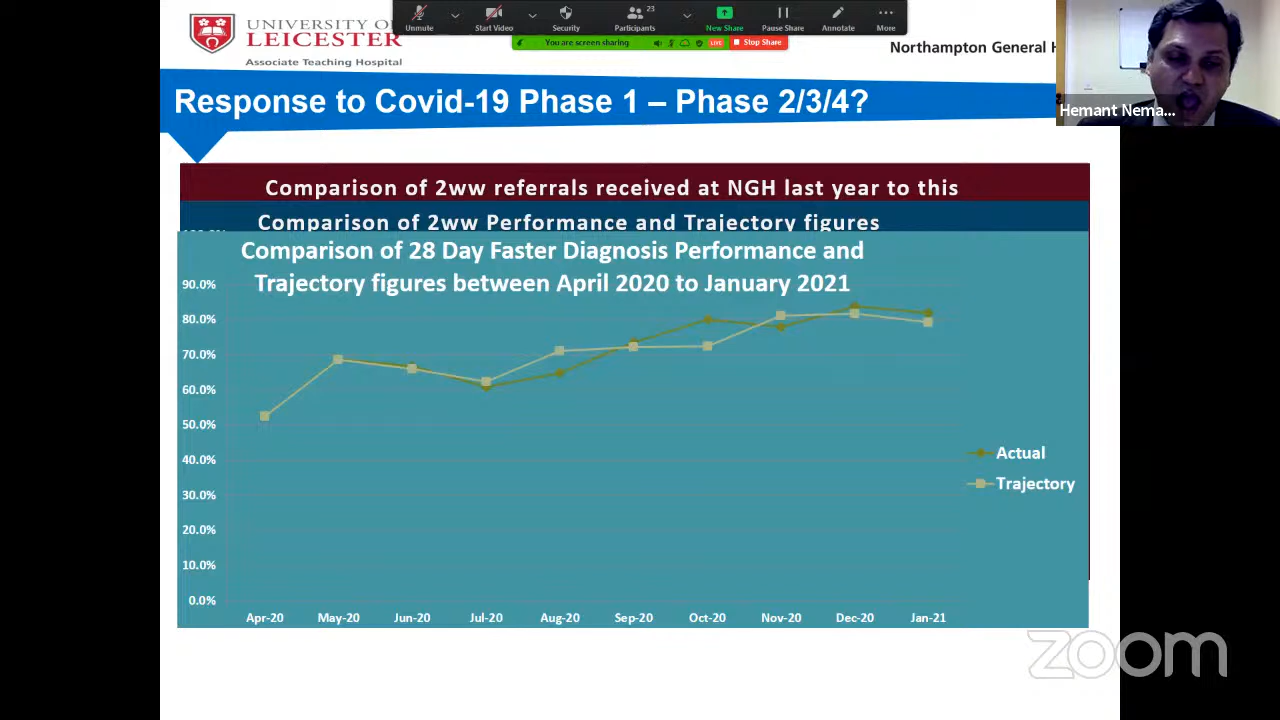 UNIVERSITY OF
LEICESTER
Associate Teaching Hospital
Unmute
Start Video
Security
23
Participants
New Share
Pause Share
Annotate
More
You are screen sharing
LIVE
Stop Share
Northampton General H
Hemant Nema...
Response to Covid-19 Phase 1 – Phase 2/3/4?
Comparison of 2ww referrals received at NGH last year to this
Comparison of 2ww Performance and Trajectory figures
Comparison of 28 Day Faster Diagnosis Performance and
Trajectory figures between April 2020 to January 2021
90.0%
80.0%
70.0%
60.0%
50.0%
40.0%
30.0%
20.0%
10.0%
0.0%
Apr-20 May-20 Jun-20 Jul-20 Aug-20 Sep-20 Oct-20 Nov-20 Dec-20 Jan-21
Actual
Trajectory
zoom